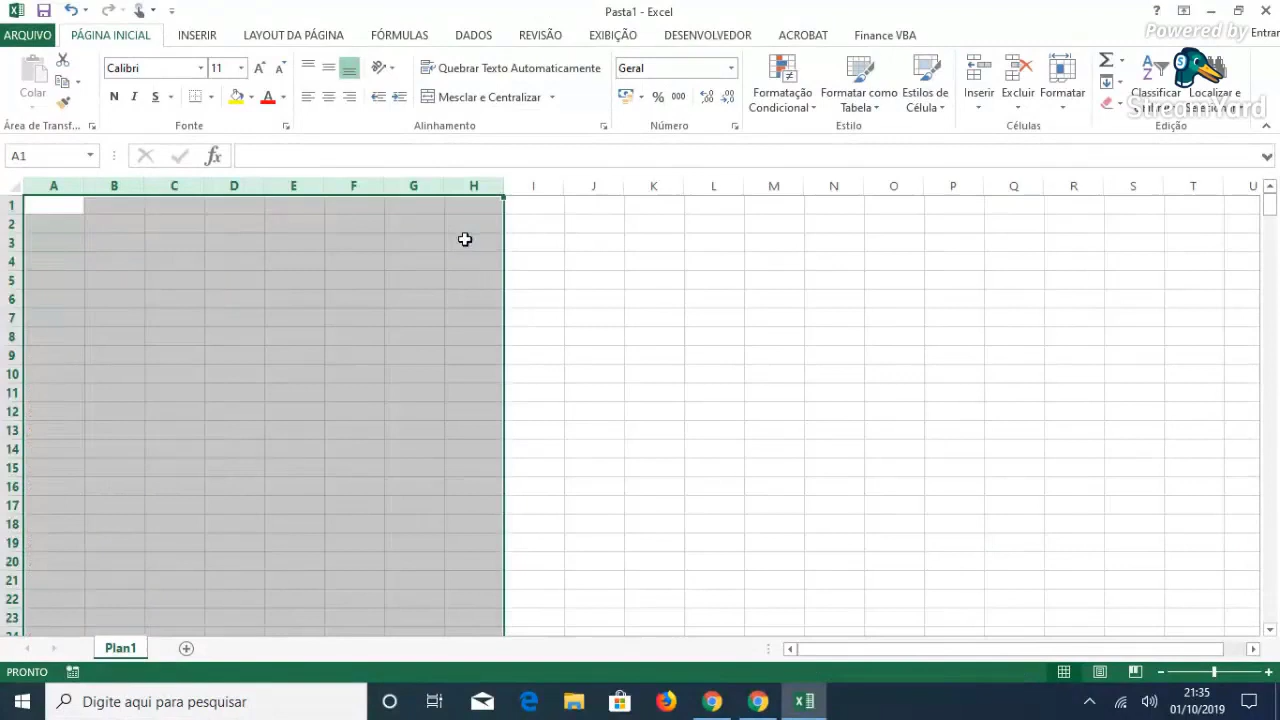 Pasta1 - Excel
?
Powered by
StreamYard
Entrar
ARQUIVO PÁGINA INICIAL INSERIR LAYOUT DA PÁGINA FÓRMULAS DADOS REVISÃO EXIBIÇÃO DESENVOLVEDOR ACROBAT Finance VBA
Colar
Área de Transf...
Calibri 11
N I S A
Fonte
Quebrar Texto Automaticamente
Mesclar e Centralizar
Alinhamento
Geral
% 000
Número
Formatação
Condicional
Formatar como
Tabela
Estilos de
Célula
Estilo
Inserir Excluir Formatar
Células
Classificar
Localizar e
Edição
A1 fx
A B C D E F G H I J K L M N O P Q R S T U
1
2
3
4
5
6
7
8
9
10
11
12
13
14
15
16
17
18
19
20
21
22
23
Plan1
PRONTO
Digite aqui para pesquisar
21:35
01/10/2019